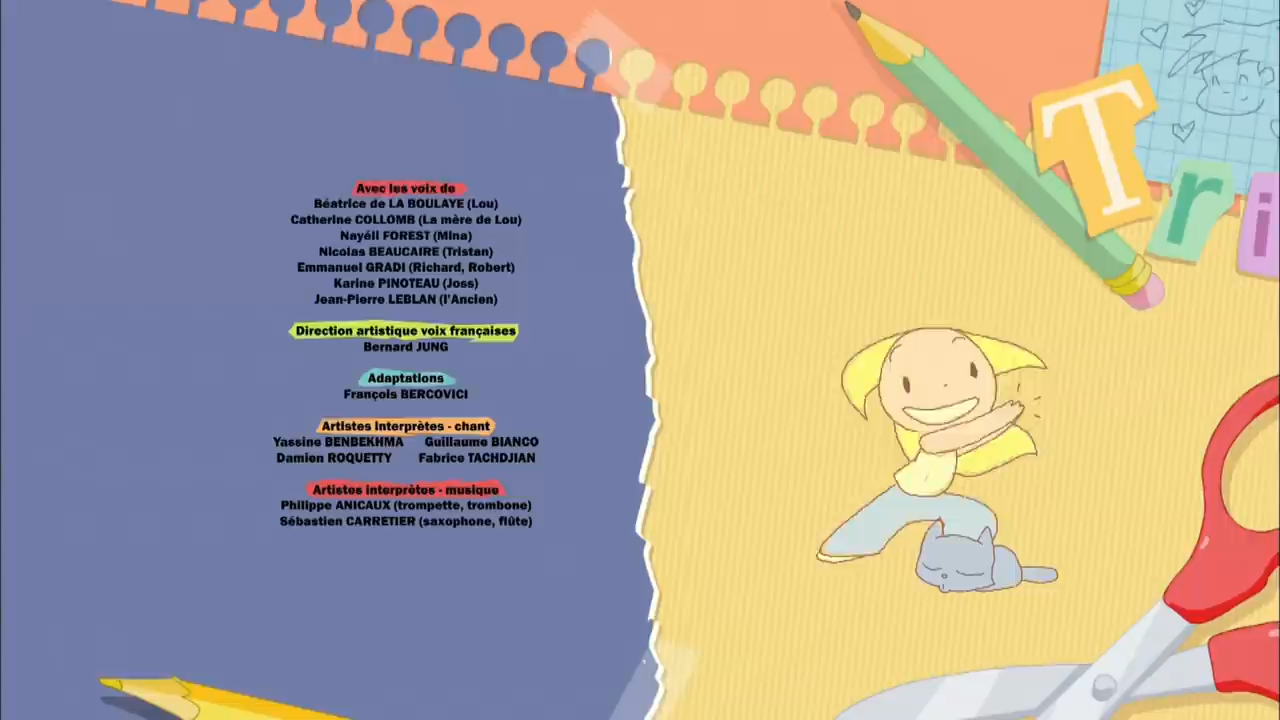 Avec les voix de
Béatrice de LA BOULAYE (Lou)
Catherine COLLOMB (La mère de Lou)
Nayéli FOREST (Mina)
Nicolas BEAUCAIRE (Tristan)
Emmanuel GRADI (Richard, Robert)
Karine PINOTEAU (Joss)
Jean-Pierre LEBLAN (l'Ancien)
Direction artistique voix françaises
Bernard JUNG
Adaptations
François BERCOVICI
Artistes interprètes - chant
Yassine BENBEKHMA Guillaume BIANCO
Damien ROQUETTY Fabrice TACHDJIAN
Artistes interprètes - musique
Philippe ANICAUX (trompette, trombone)
Sébastien CARRETIER (saxophone, flûte)
Tri